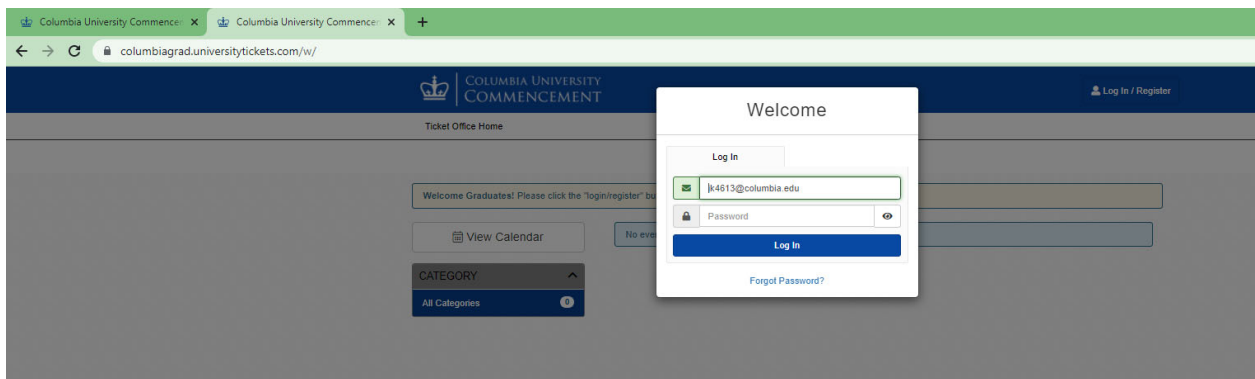 Columbia University Commencem
Columbia University Commencem
columbiagrad.universitytickets.com/w/
COLUMBIA UNIVERSITY
COMMENCEMENT
Log In / Register
Ticket Office Home
Welcome
Log In
k4613@columbia.edu
Password
Log In
Forgot Password?
Welcome Graduates! Please click the "login/register" bu
View Calendar
No eve
CATEGORY
All Categories
0